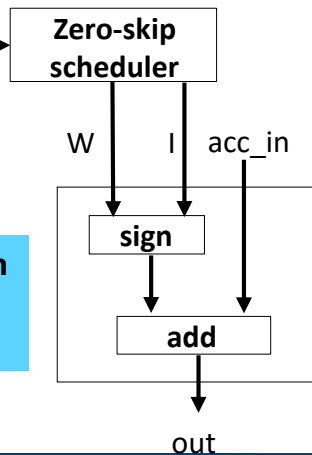 Zero-skip
scheduler
W I acc_in
sign
add
out